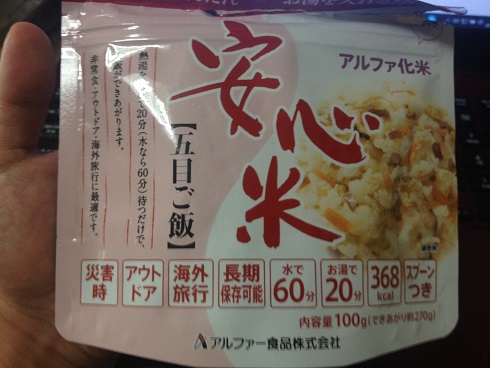 アルファ化米
安心米
【五目ご飯】
熱湯を入れて20分(水なら60分)待つだけで、
ご飯ができあがります。
非常食・アウトドア・海外旅行に最適です。
災害時
アウトドア
海外旅行
長期保存可能
水で60分
お湯で20分
368kcal
スプーンつき
内容量100g(できあがり約270g)
アルファー食品株式会社